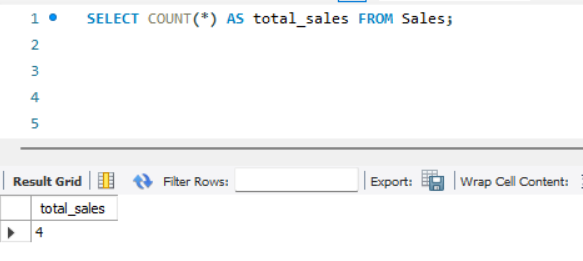 1 SELECT COUNT(*) AS total_sales FROM Sales;
2
3
4
5
Result Grid Filter Rows: Export: Wrap Cell Content:
total_sales
4